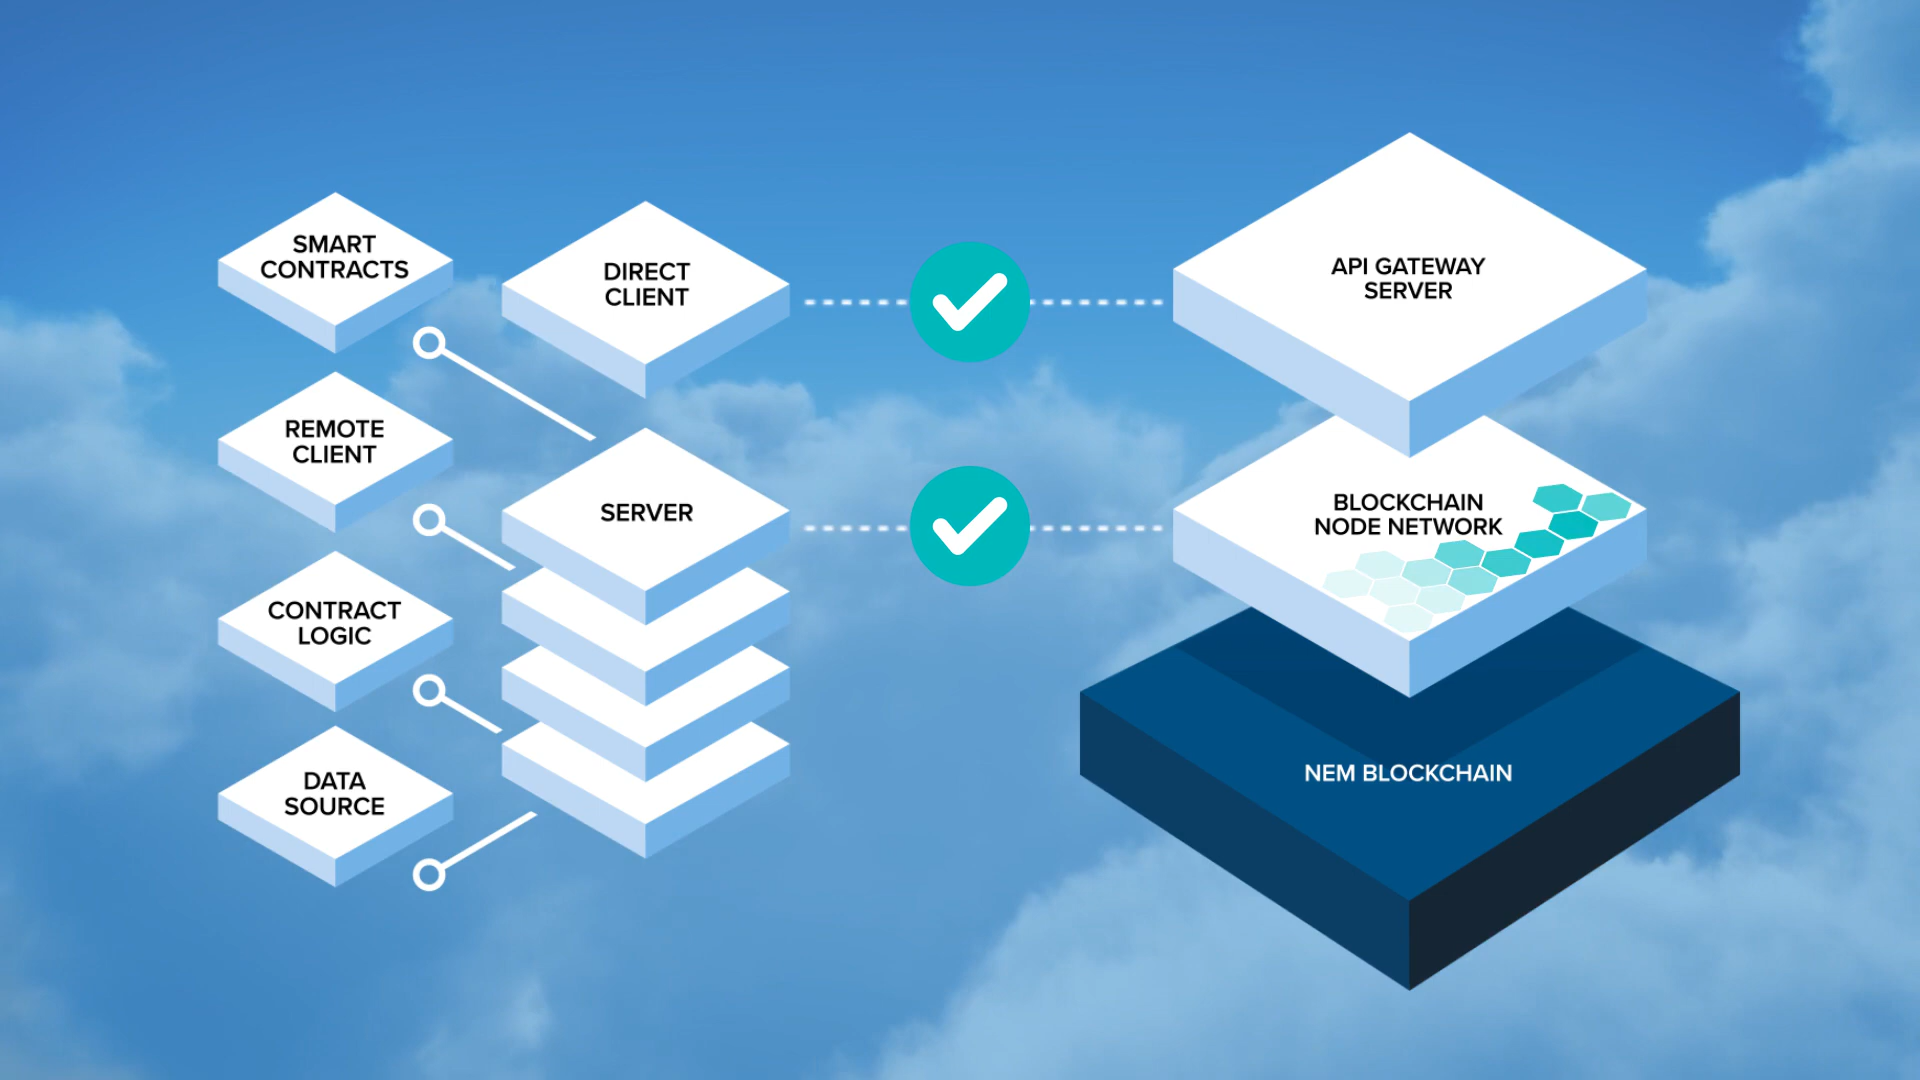 SMART
CONTRACTS
DIRECT
CLIENT
API GATEWAY
SERVER
REMOTE
CLIENT
SERVER
BLOCKCHAIN
NODE NETWORK
CONTRACT
LOGIC
DATA
SOURCE
NEM BLOCKCHAIN